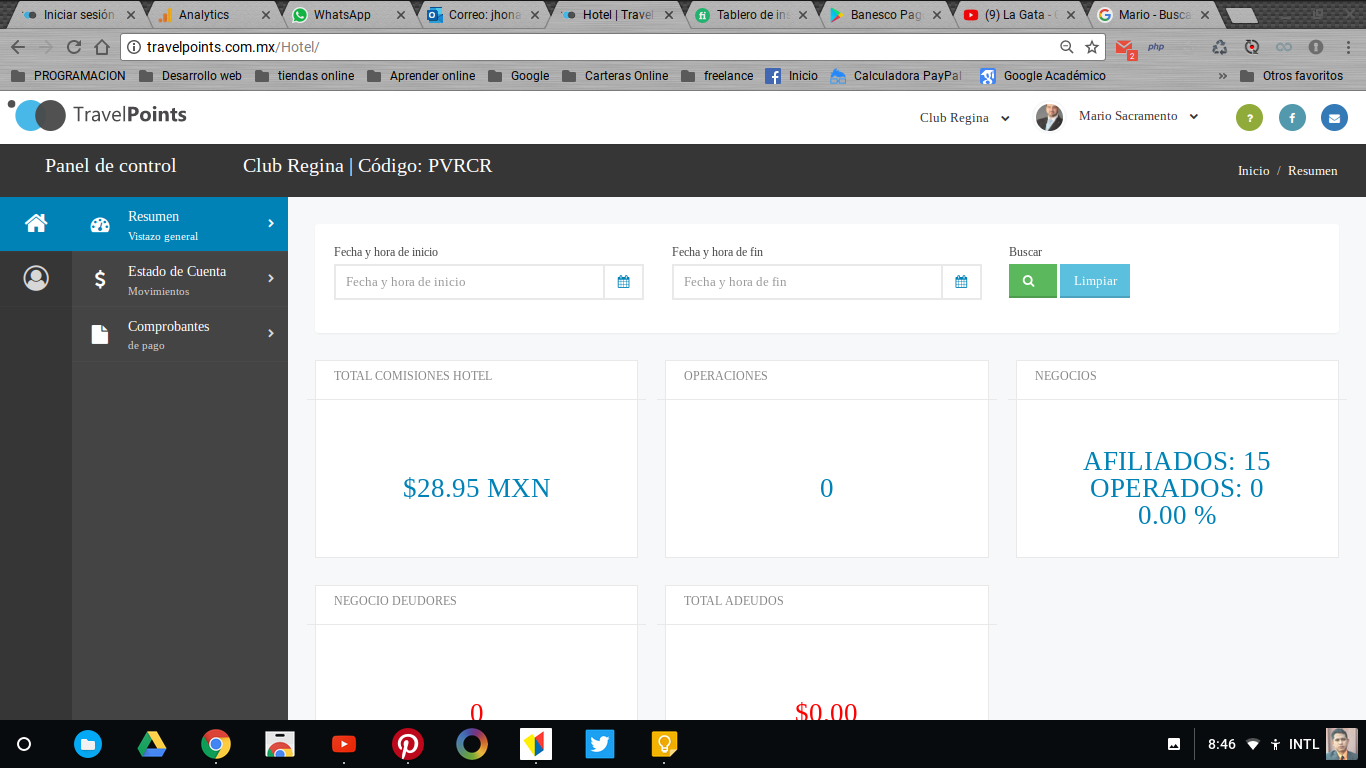 Iniciar sesión
Analytics
WhatsApp
Correo: jhona
Hotel | Travel
Tablero de ins
Banesco Pag
(9) La Gata - 
Mario - Busca
travelpoints.com.mx/Hotel/
2
php
PROGRAMACION
Desarrollo web
tiendas online
Aprender online
Google
Carteras Online
freelance
Inicio
Calculadora PayPal
Google Académico
»
Otros favoritos
TravelPoints
Club Regina
Mario Sacramento
?
f
Panel de control
Club Regina | Código: PVRCR
Inicio / Resumen
Resumen
Vistazo general
Estado de Cuenta
Movimientos
Comprobantes
de pago
Fecha y hora de inicio
Fecha y hora de fin
Buscar
Fecha y hora de inicio
Fecha y hora de fin
Limpiar
TOTAL COMISIONES HOTEL
OPERACIONES
NEGOCIOS
$28.95 MXN
0
AFILIADOS: 15
OPERADOS: 0
0.00 %
NEGOCIO DEUDORES
TOTAL ADEUDOS
0
$0.00
8:46
INTL